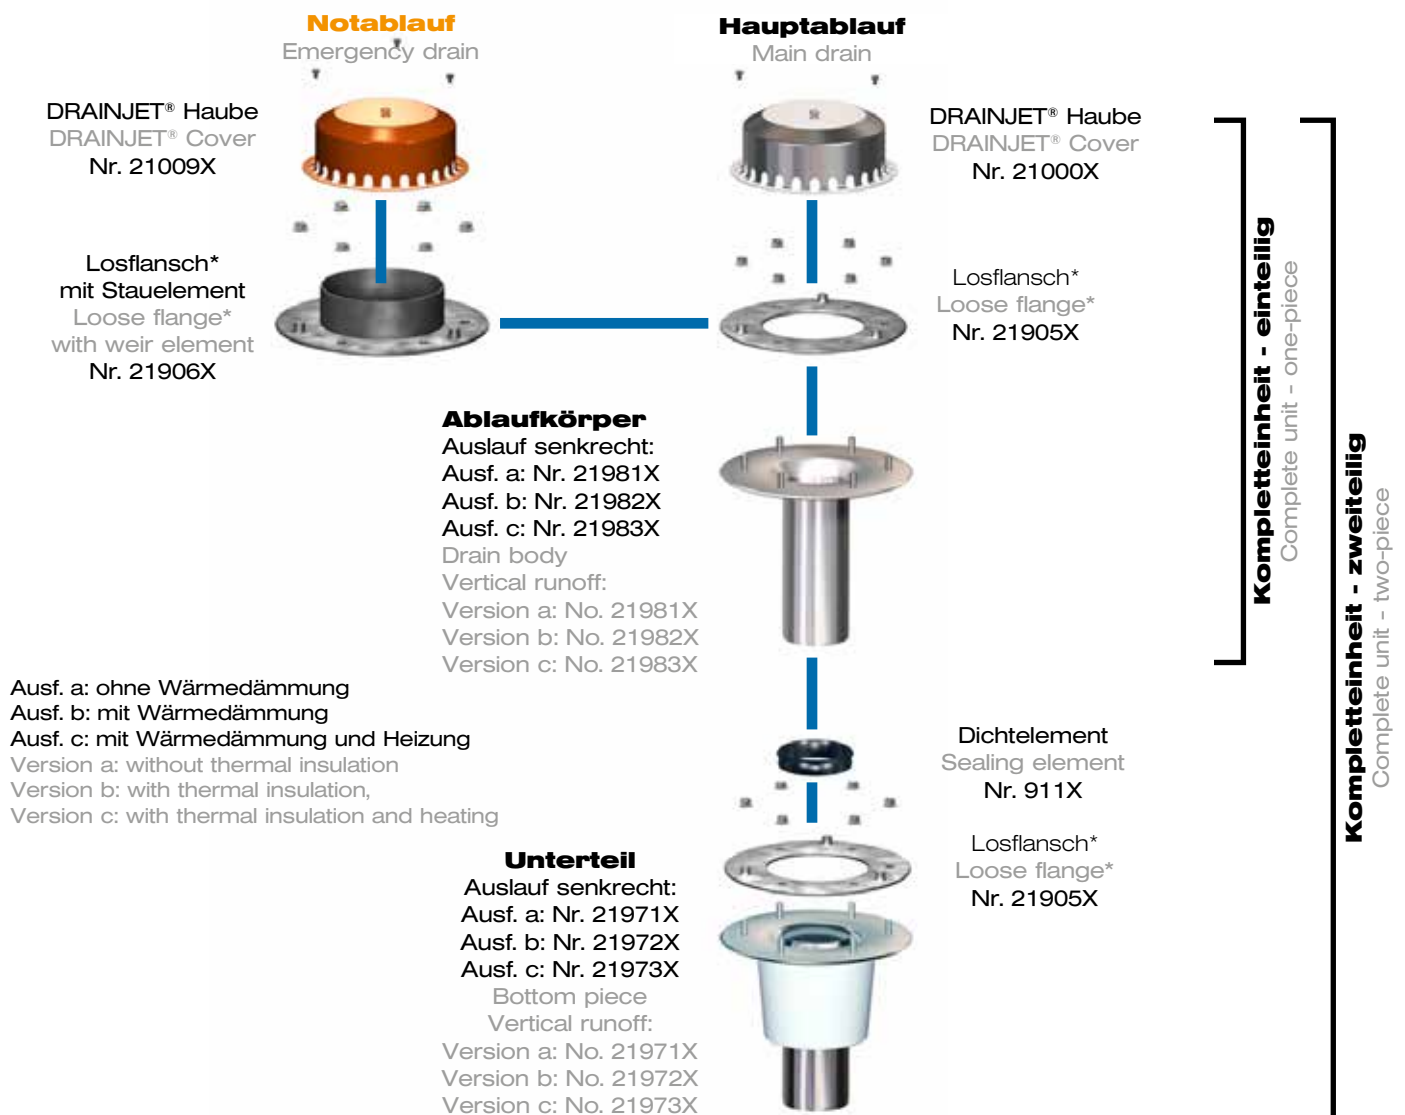 Notablauf
Emergency drain
Hauptablauf
Main drain
DRAINJET® Haube
DRAINJET® Cover
Nr. 21009X
DRAINJET® Haube
DRAINJET® Cover
Nr. 21000X
Losflansch*
mit Stauelement
Loose flange*
with weir element
Nr. 21906X
Losflansch*
Loose flange*
Nr. 21905X
Ablaufkörper
Auslauf senkrecht:
Ausf. a: Nr. 21981X
Ausf. b: Nr. 21982X
Ausf. c: Nr. 21983X
Drain body
Vertical runoff:
Version a: No. 21981X
Version b: No. 21982X
Version c: No. 21983X
Kompletteinheit - einteilig
Complete unit - one-piece
Kompletteinheit - zweiteilig
Complete unit - two-piece
Ausf. a: ohne Wärmedämmung
Ausf. b: mit Wärmedämmung
Ausf. c: mit Wärmedämmung und Heizung
Version a: without thermal insulation
Version b: with thermal insulation,
Version c: with thermal insulation and heating
Dichtelement
Sealing element
Nr. 911X
Losflansch*
Loose flange*
Nr. 21905X
Unterteil
Auslauf senkrecht:
Ausf. a: Nr. 21971X
Ausf. b: Nr. 21972X
Ausf. c: Nr. 21973X
Bottom piece
Vertical runoff:
Version a: No. 21971X
Version b: No. 21972X
Version c: No. 21973X